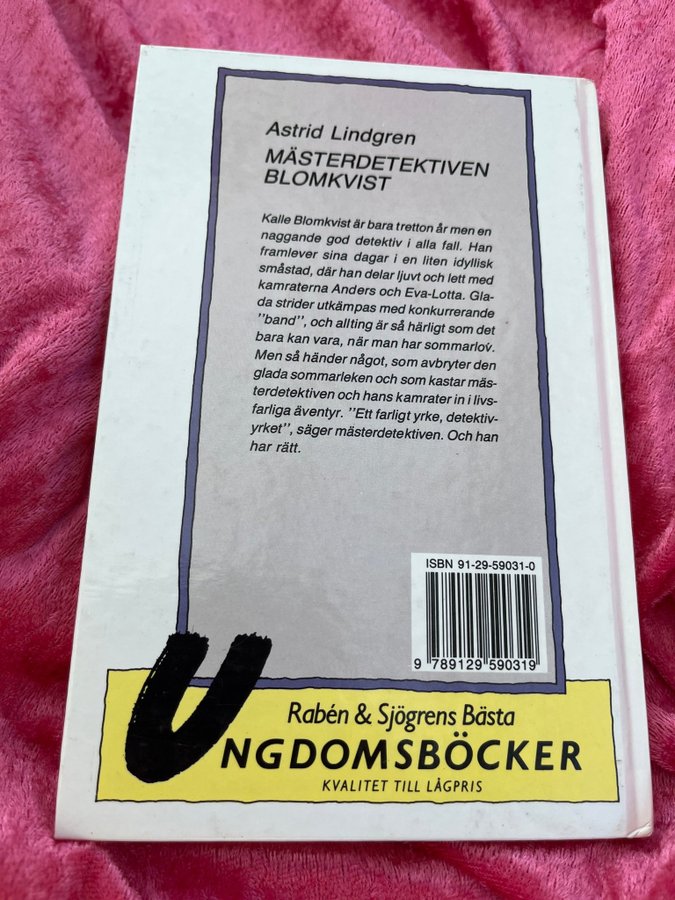 Astrid Lindgren
MÄSTERDETEKTIVEN
BLOMKVIST
Kalle Blomkvist är bara tretton år men en
naggande god detektiv i alla fall. Han
framlever sina dagar i en liten idyllisk
småstad, där han delar ljuvt och lett med
kamraterna Anders och Eva-Lotta. Gla-
da strider utkämpas med konkurrerande
''band'', och allting är så härligt som det
bara kan vara, när man har sommarlov.
Men så händer något, som avbryter den
glada sommarleken och som kastar mäs-
terdetektiven och hans kamrater in i livs-
farliga äventyr. ''Ett farligt yrke, detektiv-
yrket'', säger mästerdetektiven. Och han
har rätt.
ISBN 91-29-59031-0
9 789129 590319
Rabén & Sjögrens Bästa
UNGDOMSBÖCKER
KVALITET TILL LÅGPRIS